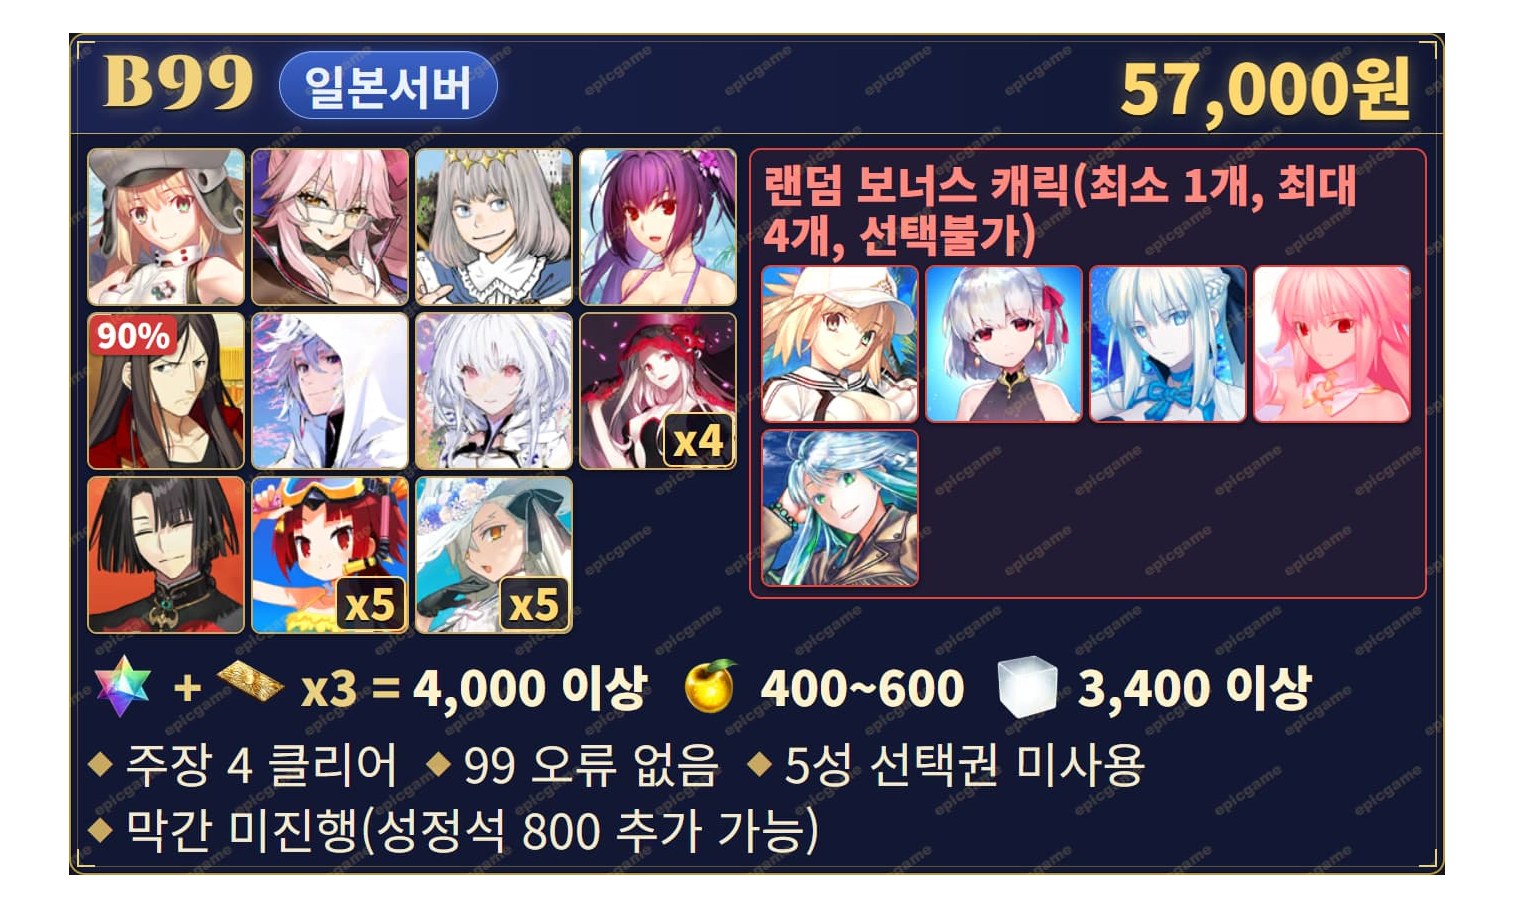 B99 일본서버 57,000원
랜덤 보너스 캐릭(최소 1개, 최대
4개, 선택불가)
90%
x4
x5
x5
+ x3 = 4,000 이상 400~600 3,400 이상
◆ 주장 4 클리어 ◆ 99 오류 없음 ◆ 5성 선택권 미사용
◆ 막간 미진행(성정석 800 추가 가능)
epicgame